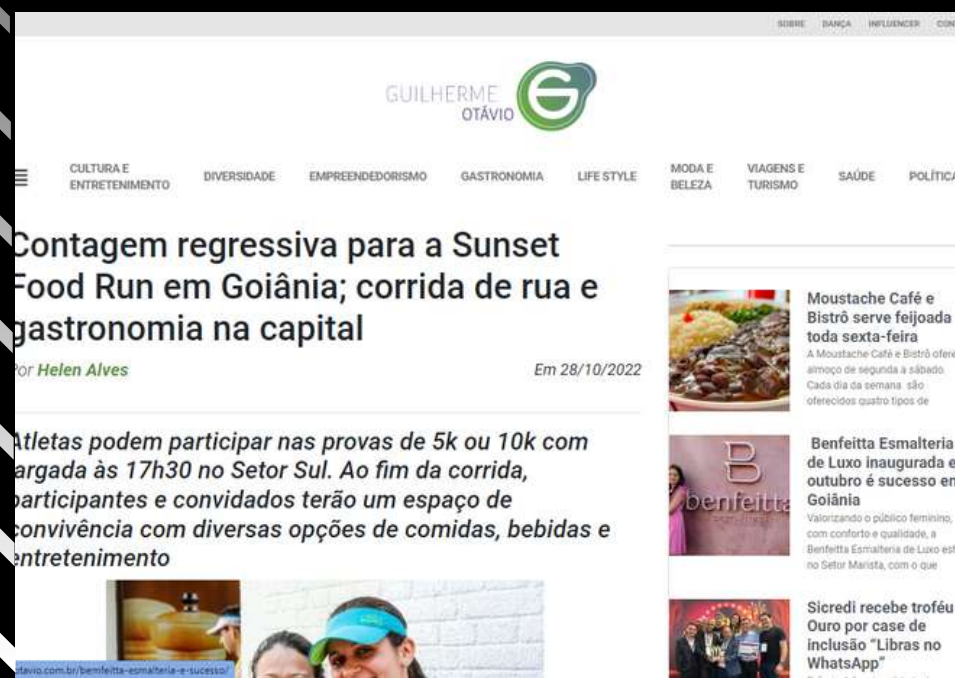 SOBRE DANÇA INFLUENCER
GUILHERME
OTÁVIO
G
CULTURA E
ENTRETENIMENTO
DIVERSIDADE
EMPREENDEDORISMO
GASTRONOMIA
LIFE STYLE
MODA E
BELEZA
VIAGENS E
TURISMO
SAÚDE
POLÍTICA
Contagem regressiva para a Sunset
Food Run em Goiânia; corrida de rua e
gastronomia na capital
Por Helen Alves
Em 28/10/2022
Atletas podem participar nas provas de 5k ou 10k com
largada às 17h30 no Setor Sul. Ao fim da corrida,
participantes e convidados terão um espaço de
convivência com diversas opções de comidas, bebidas e
entretenimento
otavio.com.br/bemfeitta-esmalteria-e-sucesso/
Moustache Café e
Bistrô serve feijoada
toda sexta-feira
A Moustache Café e Bistrô
almoço de segunda a sábado.
Cada dia da semana são
oferecidos quatro tipos de
B
benfeitta
Benfeitta Esmalteria
de Luxo inaugurada
outubro é sucesso em
Goiânia
Valorizando o público feminino,
com conforto e qualidade, a
Benfeitta Esmalteria de Luxo
no Setor Marista, com o que
Sicredi recebe troféu
Ouro por case de
inclusão “Libras no
WhatsApp”